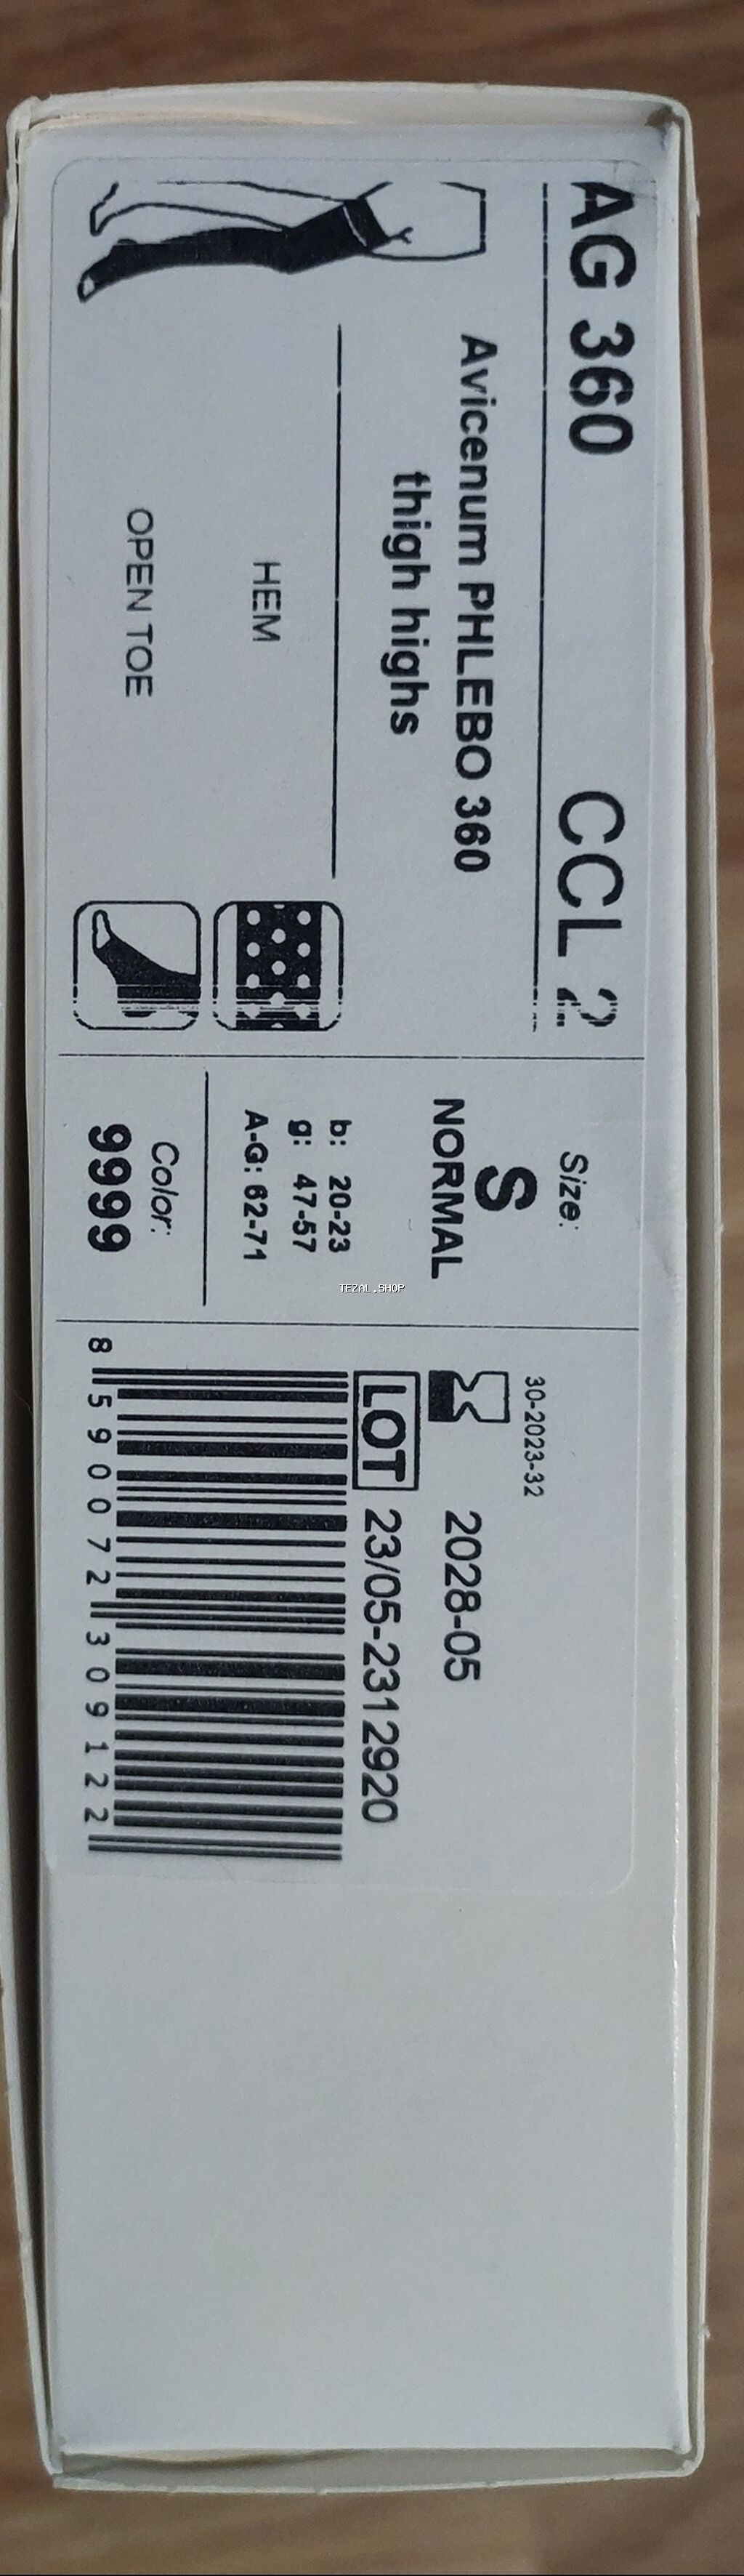 AG 360 CCL 2
Avicenum PHLEBO 360
thigh highs
HEM
OPEN TOE
Size:
S
NORMAL
b: 20-23
g: 47-57
A-G: 62-71
Color:
9999
30-2023-32
2028-05
LOT 23/05-2312920
8 590072 309122
TEZAL.SHOP